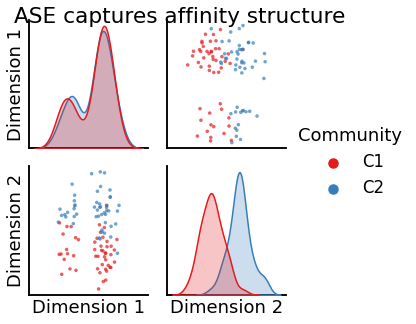 ASE captures affinity structure
Dimension 1
Community
C1
C2
Dimension 2
Dimension 1
Dimension 2